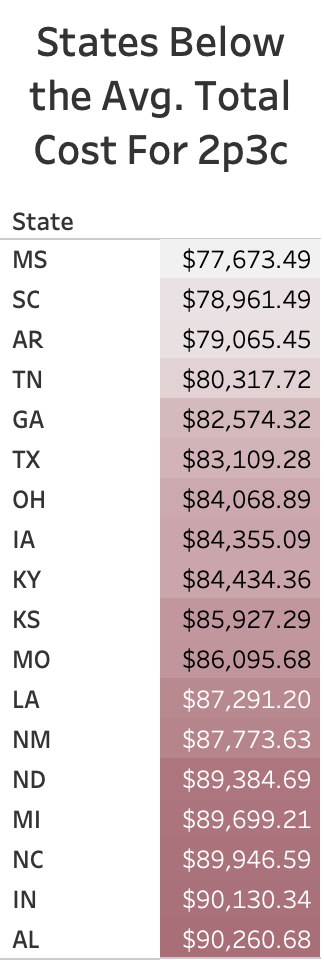 States Below
the Avg. Total
Cost For 2p3c
State
MS $77,673.49
SC $78,961.49
AR $79,065.45
TN $80,317.72
GA $82,574.32
TX $83,109.28
OH $84,068.89
IA $84,355.09
KY $84,434.36
KS $85,927.29
MO $86,095.68
LA $87,291.20
NM $87,773.63
ND $89,384.69
MI $89,699.21
NC $89,946.59
IN $90,130.34
AL $90,260.68